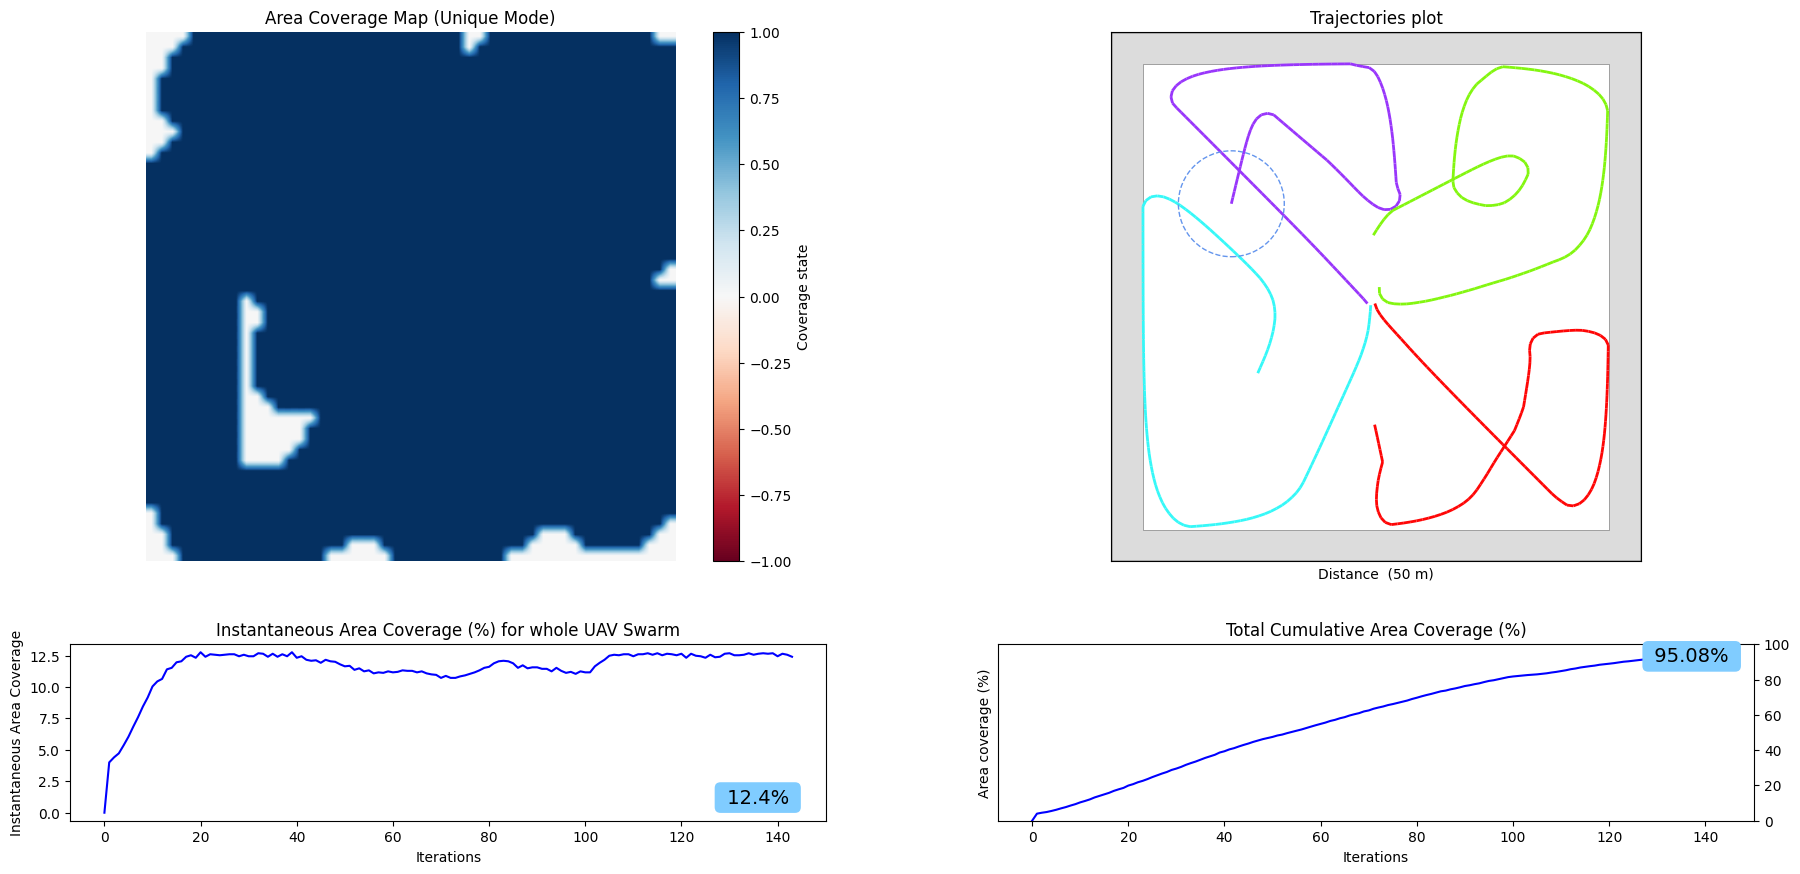 Area Coverage Map (Unique Mode)
1.00
0.75
0.50
0.25
0.00
−0.25
−0.50
−0.75
−1.00
Coverage state
Trajectories plot
Distance  (50 m)
Instantaneous Area Coverage (%) for whole UAV Swarm
Instantaneous Area Coverage
12.5
10.0
7.5
5.0
2.5
0.0
12.4%
0 20 40 60 80 100 120 140
Iterations
Total Cumulative Area Coverage (%)
Area coverage (%)
95.08%
100
80
60
40
20
0
0 20 40 60 80 100 120 140
Iterations